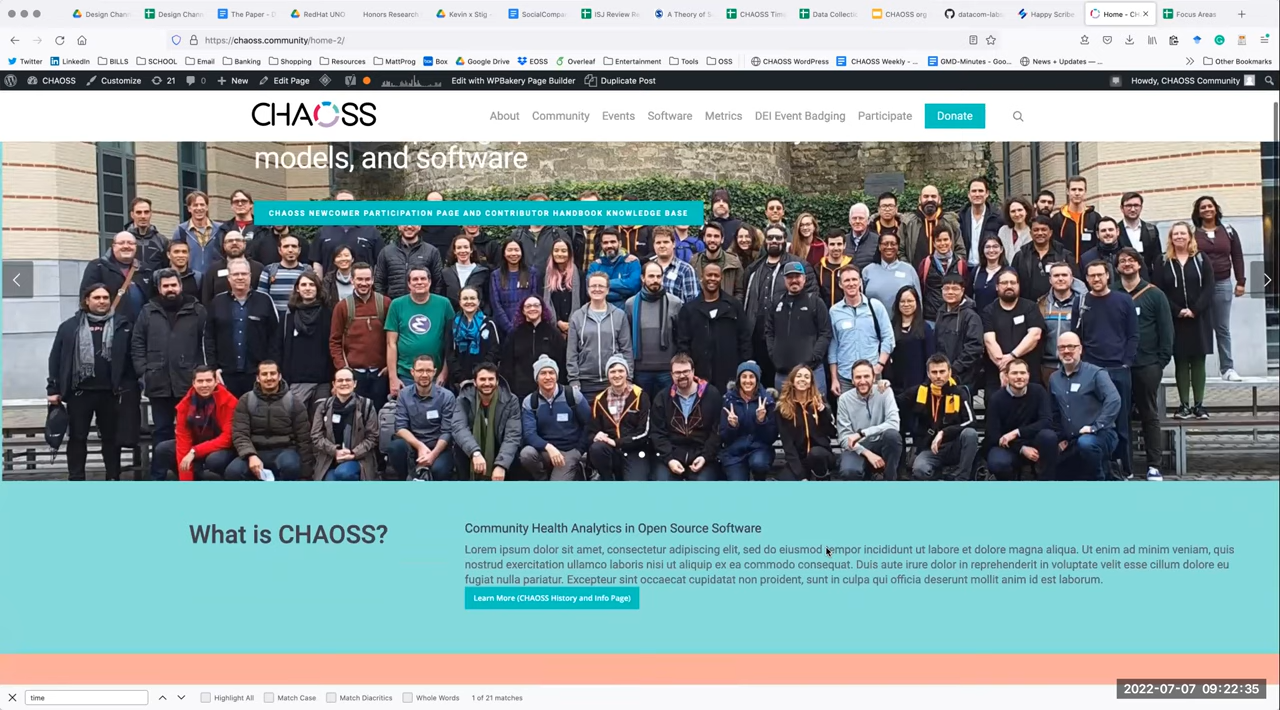 Design Chann
Design Chann
The Paper - D
RedHat UNO
Honors Research
Kevin x Stig -
SocialCompa
ISJ Review Re
A Theory of S
CHAOSS Tim
Data Collecti
CHAOSS org
datacom-labs
Happy Scribe
Home - CH
Focus Areas
https://chaoss.community/home-2/
Twitter LinkedIn BILLS SCHOOL Email Banking Shopping Resources MattProg Box Google Drive EOSS Overleaf Entertainment Tools OSS CHAOSS WordPress CHAOSS Weekly - ... GMD-Minutes - Goo... News + Updates — ... Other Bookmarks
CHAOSS Customize 21 0 New Edit Page Edit with WPBakery Page Builder Duplicate Post Howdy, CHAOSS Community
CHAOSS About Community Events Software Metrics DEI Event Badging Participate Donate
models, and software
CHAOSS NEWCOMER PARTICIPATION PAGE AND CONTRIBUTOR HANDBOOK KNOWLEDGE BASE
What is CHAOSS?
Community Health Analytics in Open Source Software
Lorem ipsum dolor sit amet, consectetur adipiscing elit, sed do eiusmod tempor incididunt ut labore et dolore magna aliqua. Ut enim ad minim veniam, quis
nostrud exercitation ullamco laboris nisi ut aliquip ex ea commodo consequat. Duis aute irure dolor in reprehenderit in voluptate velit esse cillum dolore eu
fugiat nulla pariatur. Excepteur sint occaecat cupidatat non proident, sunt in culpa qui officia deserunt mollit anim id est laborum.
Learn More (CHAOSS History and Info Page)
time Highlight All Match Case Match Diacritics Whole Words 1 of 21 matches
2022-07-07 09:22:35